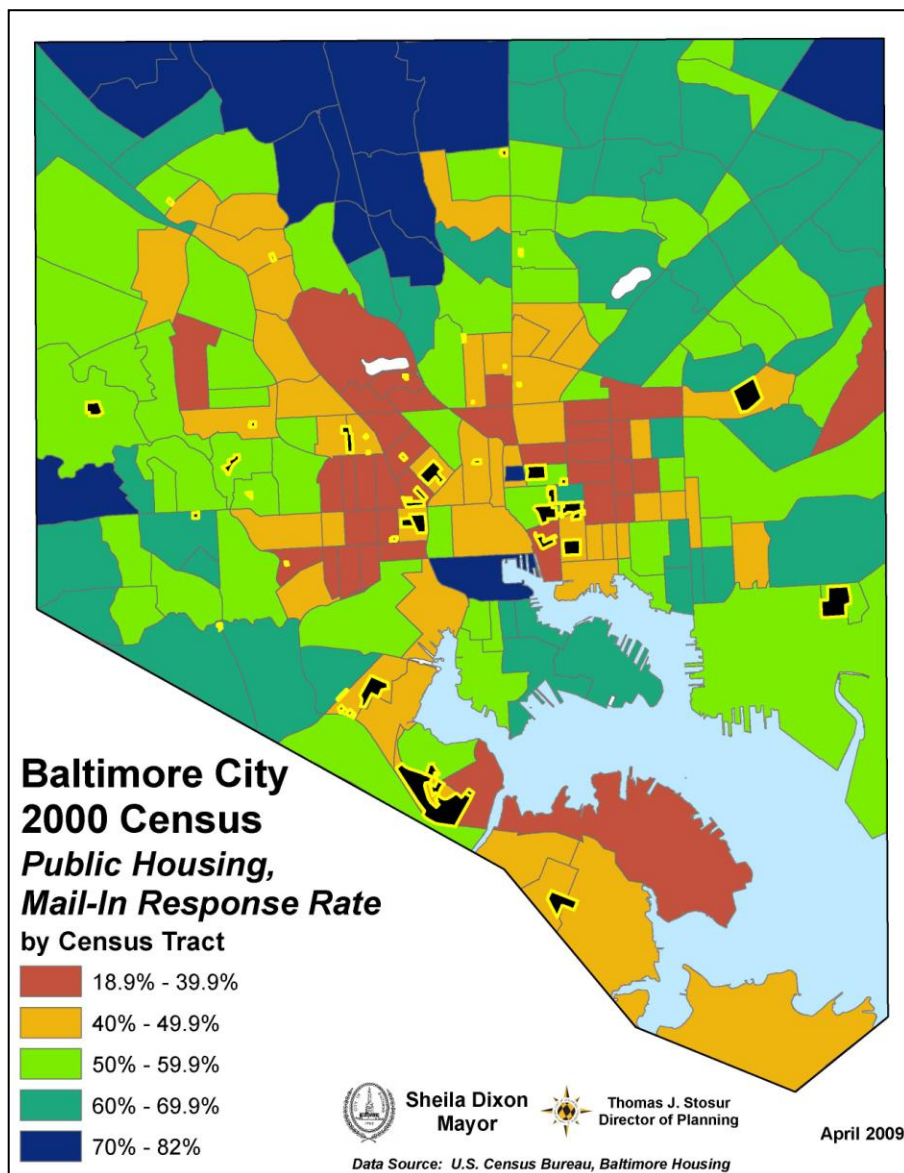 Baltimore City
2000 Census
Public Housing,
Mail-In Response Rate
by Census Tract
18.9% - 39.9%
40% - 49.9%
50% - 59.9%
60% - 69.9%
70% - 82%
Sheila Dixon
Mayor
Thomas J. Stosur
Director of Planning
April 2009
Data Source: U.S. Census Bureau, Baltimore Housing